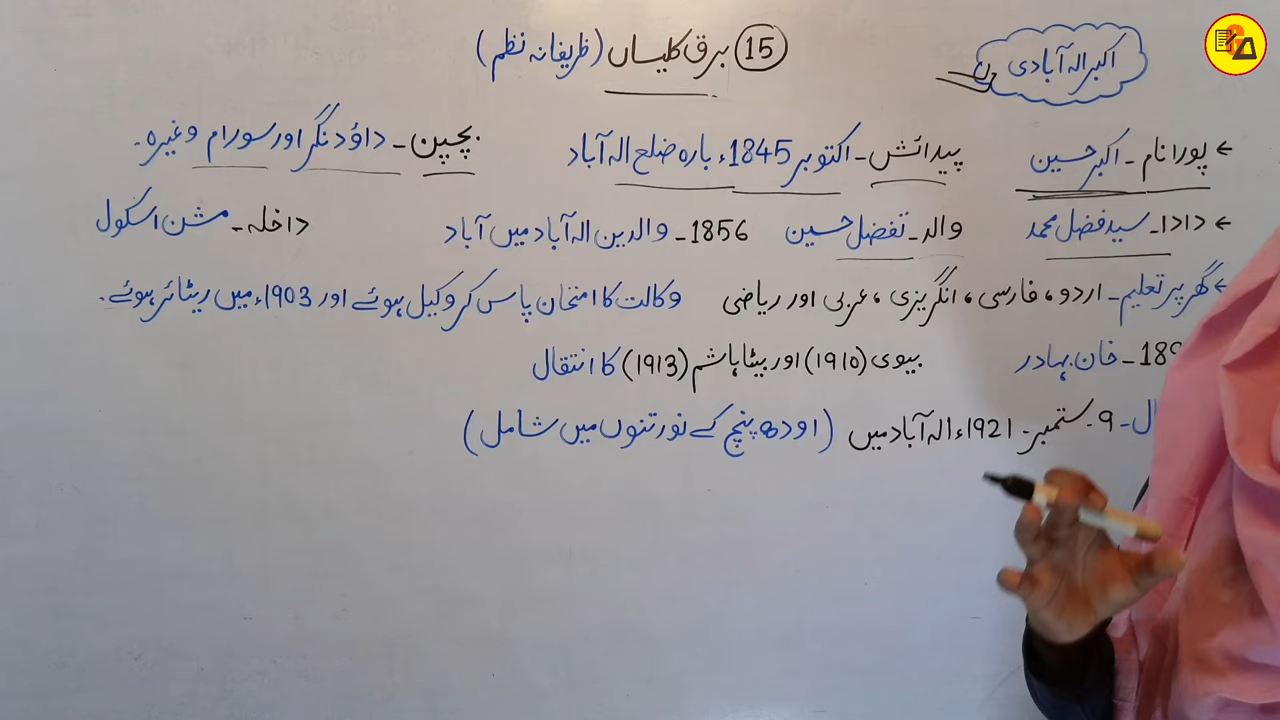 اکبر الہ آبادی
15 برق کلیساں (ظریفانہ نظم)
← پورا نام ـ اکبر حسین پیدائش ـ اکتوبر 1845ء بارہ ضلع الہ آباد بچپن ـ داؤد نگر اور سورام وغیرہ۔
← دادا ـ سید فضل محمد والد ـ تفضل حسین 1856 ـ والدین الہ آباد میں آباد داخلہ ـ مشن اسکول
← گھر پر تعلیم ـ اردو، فارسی، انگریزی، عربی اور ریاضی وکالت کا امتحان پاس کر وکیل ہوئے اور 1903ء میں ریٹائر ہوئے۔
189 ـ خان بہادر بیوی (1910) اور بیٹا ہاشم (1913) کا انتقال
ال ـ 9 ـ ستمبر ـ 1921ء الہ آباد میں (اودھ پنچ کے نورتنوں میں شامل)